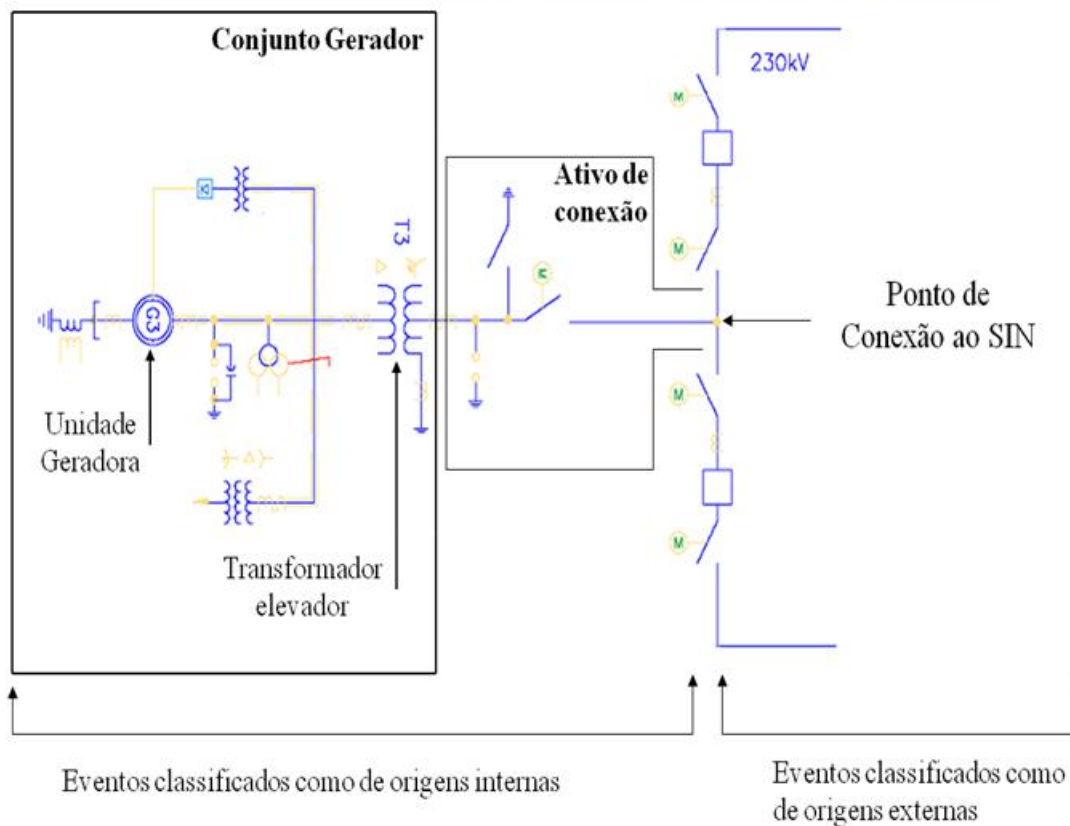 Conjunto Gerador
230kV
M
Ativo de
conexão
T3
M
M
G3
Ponto de
Conexão ao SIN
M
Unidade
Geradora
Transformador
elevador
M
Eventos classificados como de origens internas
Eventos classificados como
de origens externas